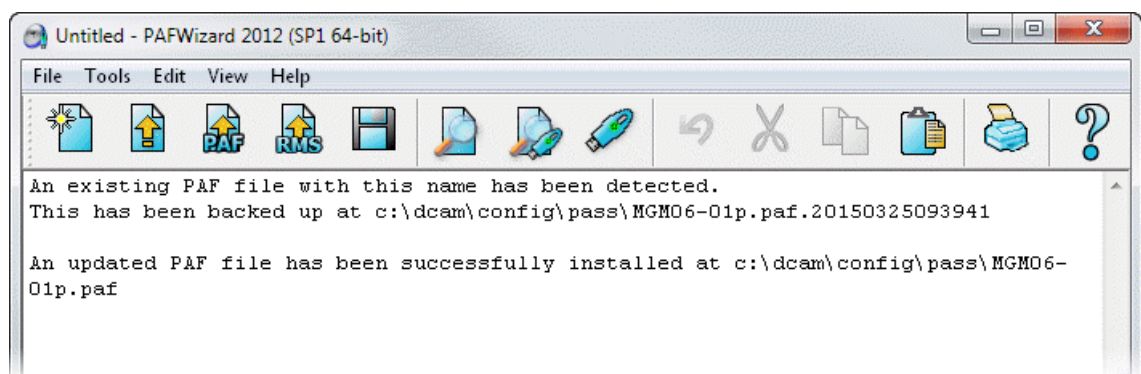 Untitled - PAFWizard 2012 (SP1 64-bit)
File Tools Edit View Help
PAF RMS
An existing PAF file with this name has been detected.
This has been backed up at c:\dcam\config\pass\MGM06-01p.paf.20150325093941
An updated PAF file has been successfully installed at c:\dcam\config\pass\MGM06-
01p.paf